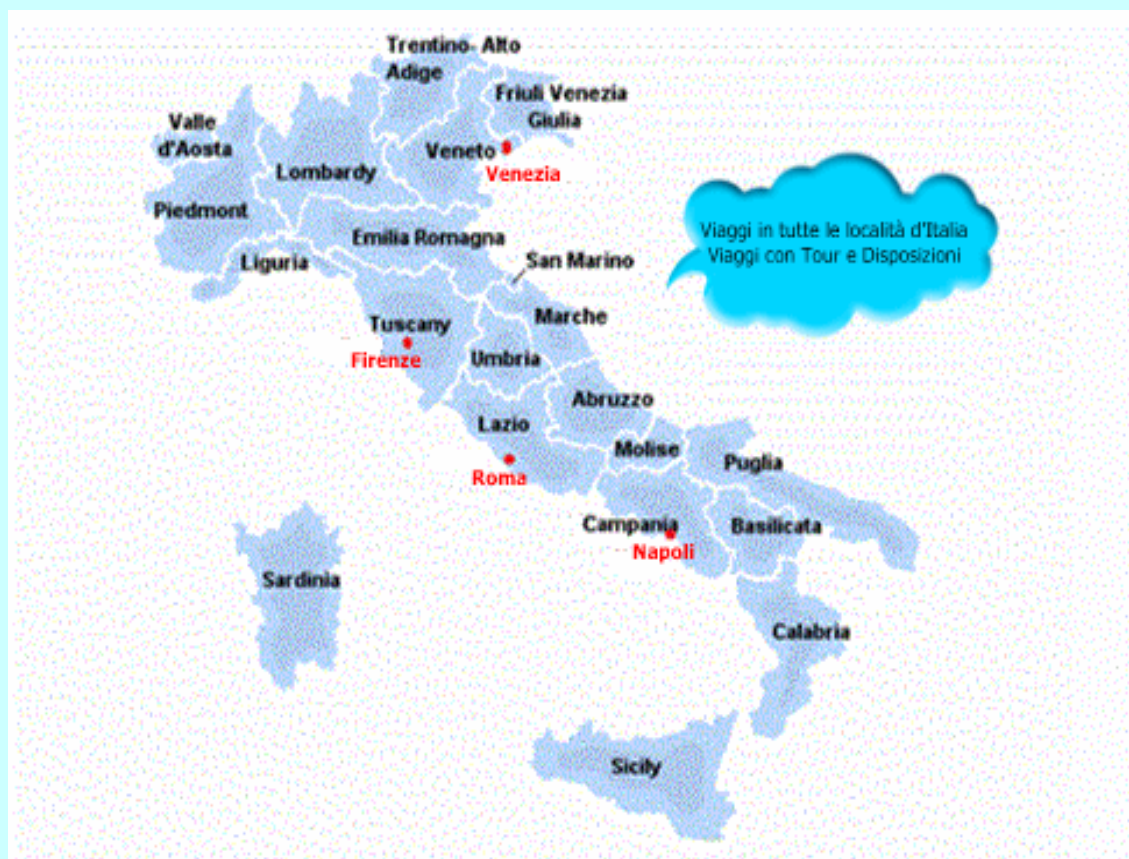 Trentino- Alto
Adige
Friuli Venezia
Giulia
Valle
d'Aosta
Veneto
Venezia
Lombardy
Piedmont
Viaggi in tutte le località d'Italia
Viaggi con Tour e Disposizioni
Emilia Romagna
Liguria
San Marino
Marche
Tuscany
Firenze
Umbria
Abruzzo
Lazio
Molise
Puglia
Roma
Campania
Basilicata
Napoli
Sardinia
Calabria
Sicily